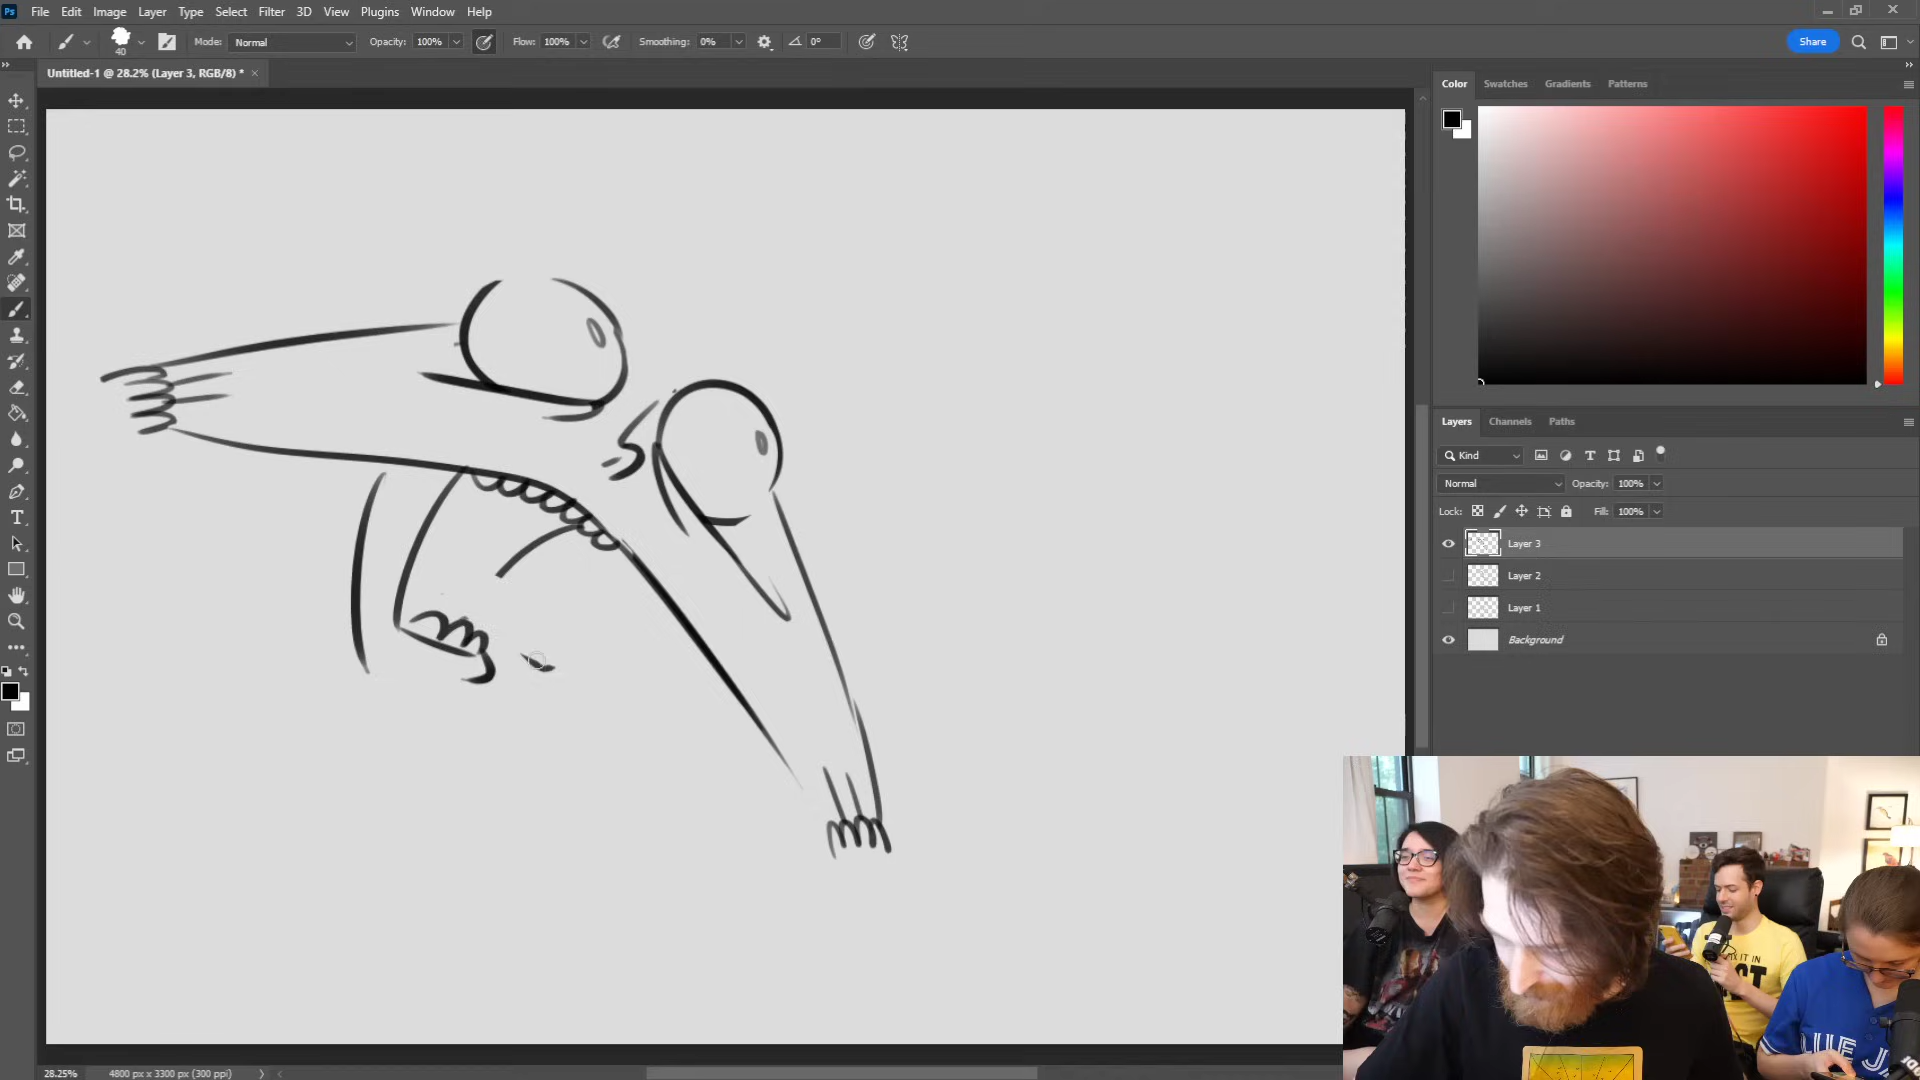 Ps File Edit Image Layer Type Select Filter 3D View Plugins Window Help
40 Mode: Normal Opacity: 100% Flow: 100% Smoothing: 0% 0° Share
Untitled-1 @ 28.2% (Layer 3, RGB/8) *
Color Swatches Gradients Patterns
Layers Channels Paths
Kind
Normal Opacity: 100%
Lock: Fill: 100%
Layer 3
Layer 2
Layer 1
Background
28.25% 4800 px x 3300 px (300 ppi)